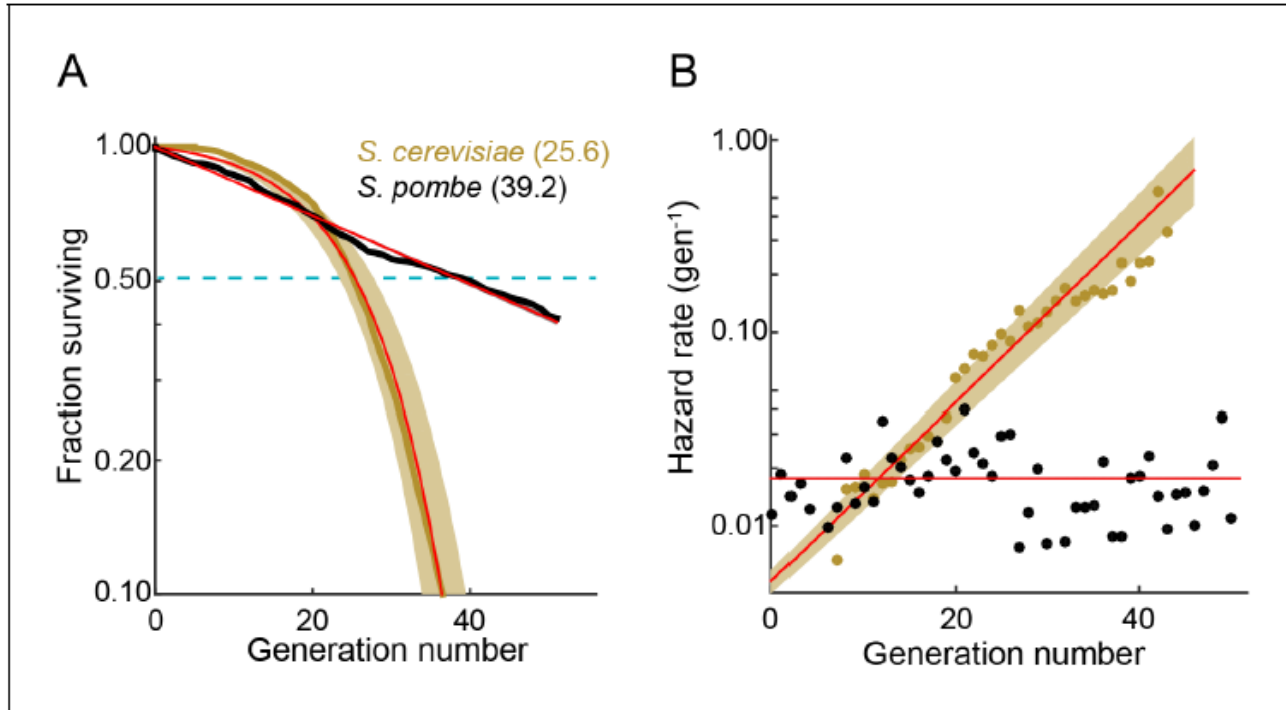 A
S. cerevisiae (25.6)
S. pombe (39.2)
1.00
0.50
0.20
0.10
Fraction surviving
0
20
40
Generation number
B
1.00
0.10
0.01
Hazard rate (gen⁻¹)
0
20
40
Generation number